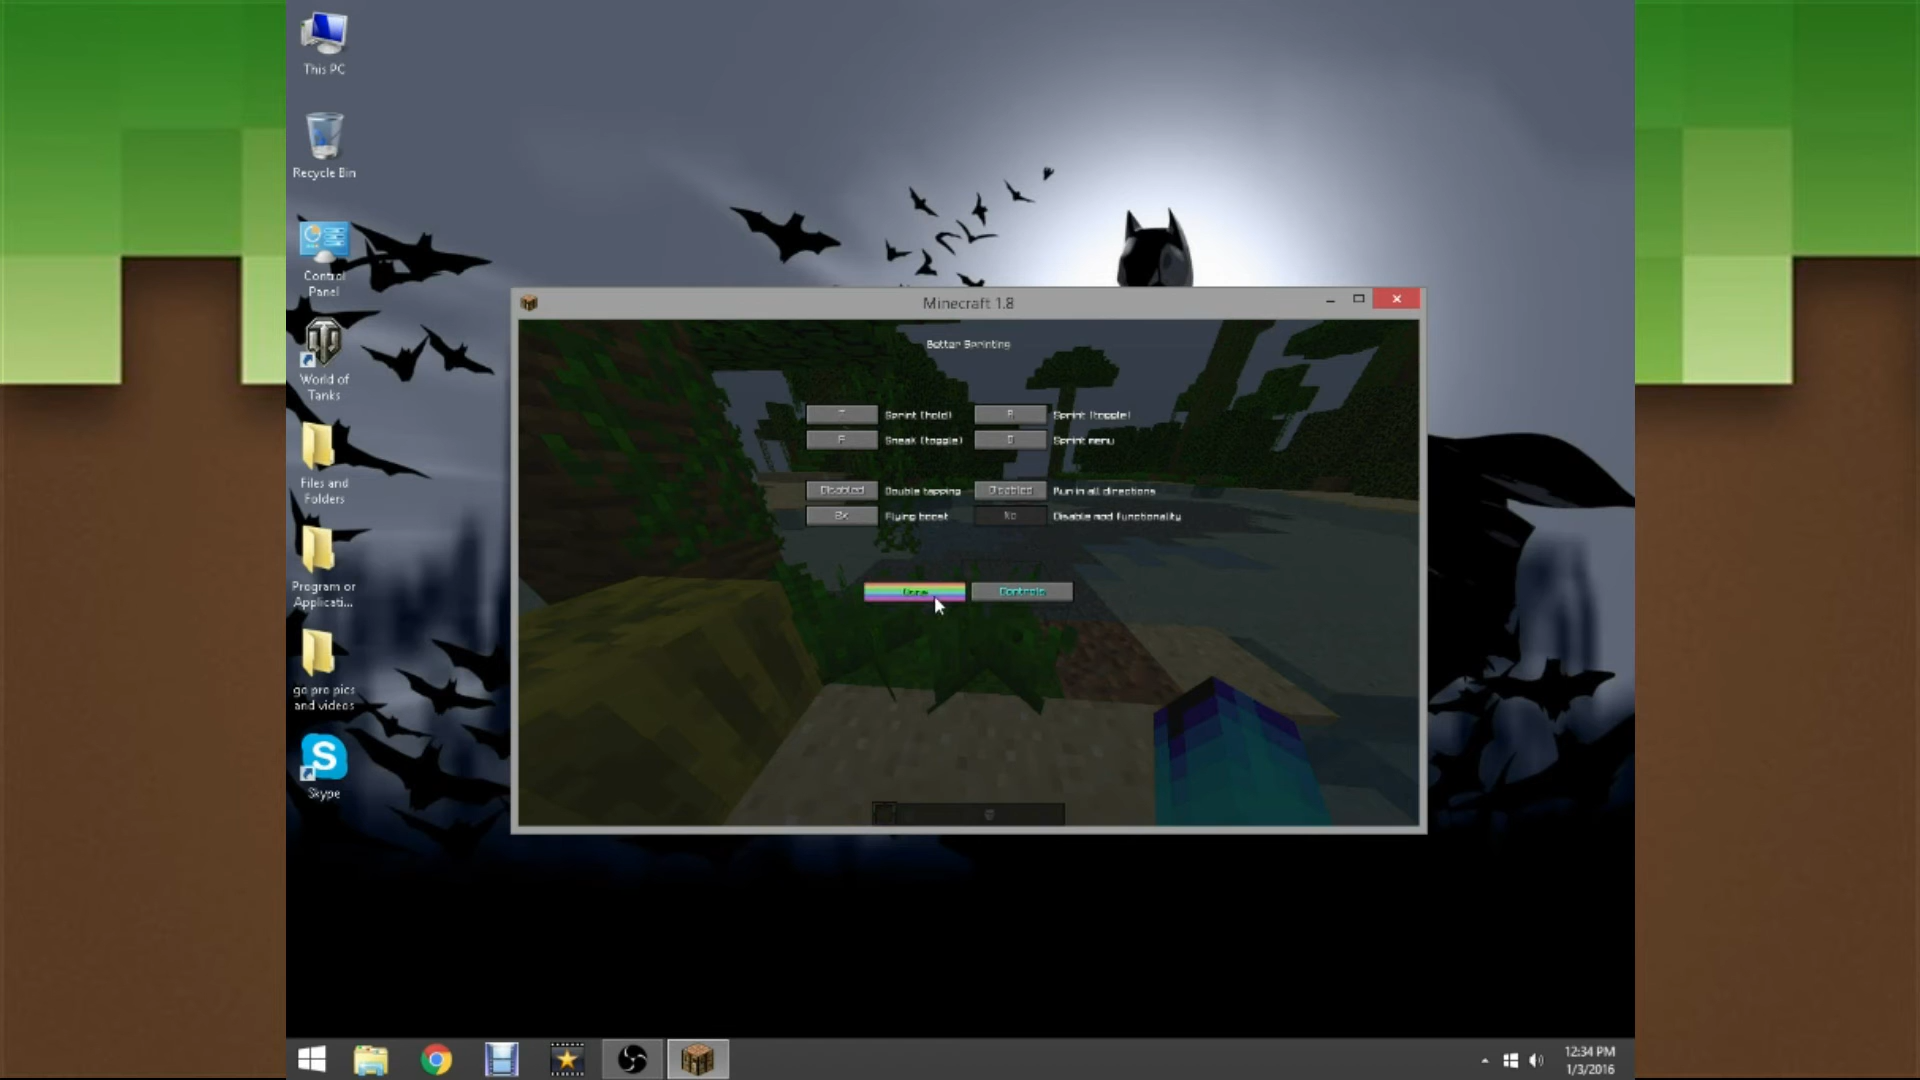 This PC
Recycle Bin
Control
Panel
World of
Tanks
Files and
Folders
Program or
Applicati...
go pro pics
and videos
Skype
Minecraft 1.8
Better Sprinting
Sprint (hold)
R Sprint (toggle)
Sneak (toggle)
Sprint menu
Disabled Double tapping Disabled Run in all directions
Flying boost No Disable mod functionality
Done Controls
12:34 PM
1/3/2016